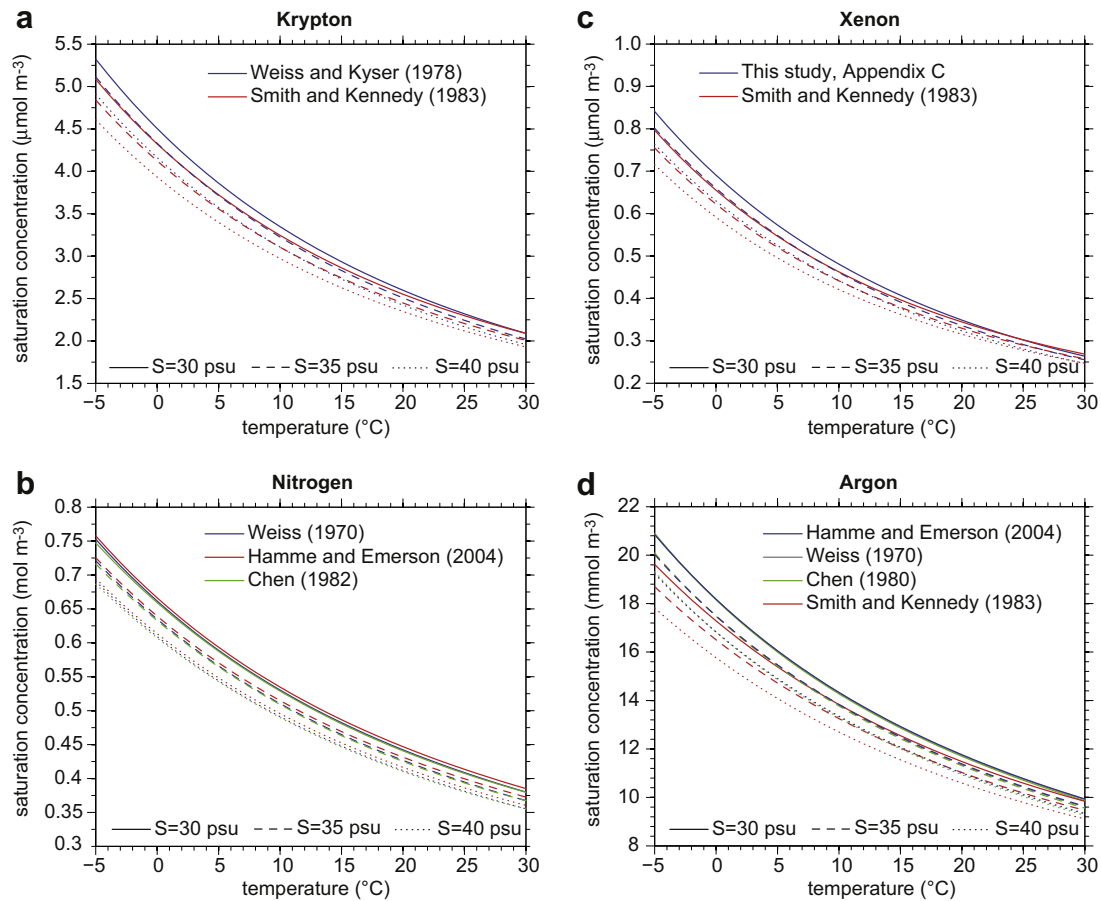 a
Krypton
saturation concentration (μmol m-3)
5.5
5.0
4.5
4.0
3.5
3.0
2.5
2.0
1.5
Weiss and Kyser (1978)
Smith and Kennedy (1983)
S=30 psu
S=35 psu
S=40 psu
−5 0 5 10 15 20 25 30
temperature (°C)
c
Xenon
saturation concentration (μmol m-3)
1.0
0.9
0.8
0.7
0.6
0.5
0.4
0.3
0.2
This study, Appendix C
Smith and Kennedy (1983)
S=30 psu
S=35 psu
S=40 psu
−5 0 5 10 15 20 25 30
temperature (°C)
b
Nitrogen
saturation concentration (mol m-3)
0.8
0.75
0.7
0.65
0.6
0.55
0.5
0.45
0.4
0.35
0.3
Weiss (1970)
Hamme and Emerson (2004)
Chen (1982)
S=30 psu
S=35 psu
S=40 psu
−5 0 5 10 15 20 25 30
temperature (°C)
d
Argon
saturation concentration (mmol m-3)
22
20
18
16
14
12
10
8
Hamme and Emerson (2004)
Weiss (1970)
Chen (1980)
Smith and Kennedy (1983)
S=30 psu
S=35 psu
S=40 psu
−5 0 5 10 15 20 25 30
temperature (°C)